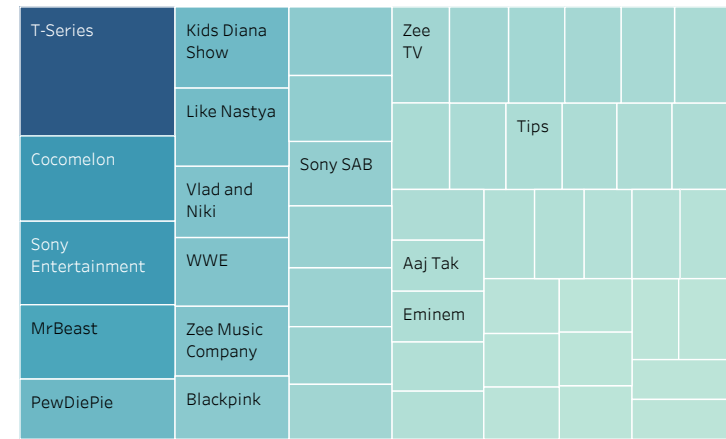 T-Series
Cocomelon
Sony
Entertainment
MrBeast
PewDiePie
Kids Diana
Show
Like Nastya
Vlad and
Niki
WWE
Zee Music
Company
Blackpink
Sony SAB
Zee
TV
Tips
Aaj Tak
Eminem